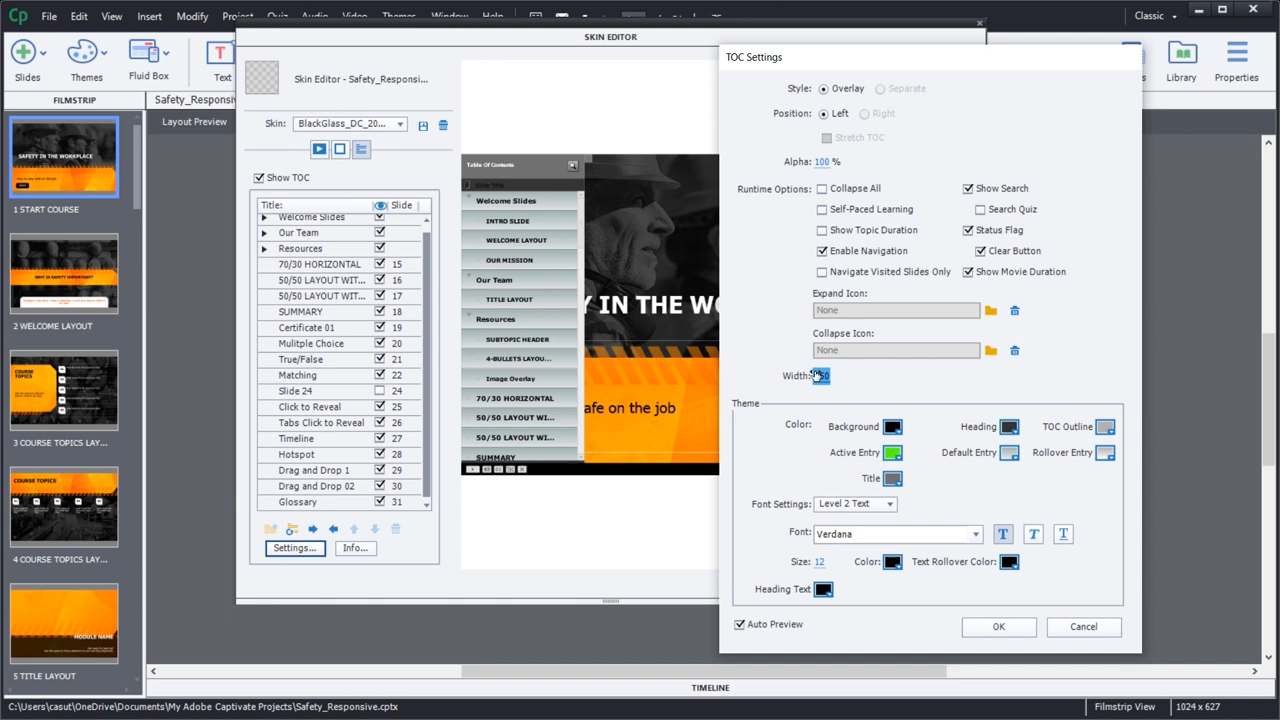 Cp File Edit View Insert Modify Project Quiz Audio Video Themes Window Help Classic
Slides Themes Fluid Box Text Library Properties
FILMSTRIP
Safety_Responsiv
Layout Preview
SAFETY IN THE WORKPLACE
1 START COURSE
WHY IS SAFETY IMPORTANT?
2 WELCOME LAYOUT
COURSE
TOPICS
3 COURSE TOPICS LAY...
COURSE TOPICS
4 COURSE TOPICS LAY...
MODULE NAME
5 TITLE LAYOUT
SKIN EDITOR
Skin Editor - Safety_Responsi...
Skin: BlackGlass_DC_20...
Show TOC
Title: Slide
Welcome Slides
Our Team
Resources
70/30 HORIZONTAL 15
50/50 LAYOUT WIT... 16
50/50 LAYOUT WIT... 17
SUMMARY 18
Certificate 01 19
Mulitple Choice 20
True/False 21
Matching 22
Slide 24 24
Click to Reveal 25
Tabs Click to Reveal 26
Timeline 27
Hotspot 28
Drag and Drop 1 29
Drag and Drop 02 30
Glossary 31
Settings... Info...
Table Of Contents
Slide Title
Welcome Slides
INTRO SLIDE
WELCOME LAYOUT
OUR MISSION
Our Team
TITLE LAYOUT
Resources
SUBTOPIC HEADER
4-BULLETS LAYOU...
Image Overlay
70/30 HORIZONTAL
50/50 LAYOUT WI...
50/50 LAYOUT WI...
SUMMARY
Y IN THE WO
afe on the job
TOC Settings
Style: Overlay Separate
Position: Left Right
Stretch TOC
Alpha: 100 %
Runtime Options: Collapse All Show Search
Self-Paced Learning Search Quiz
Show Topic Duration Status Flag
Enable Navigation Clear Button
Navigate Visited Slides Only Show Movie Duration
Expand Icon:
None
Collapse Icon:
None
Width:
Theme
Color: Background Heading TOC Outline
Active Entry Default Entry Rollover Entry
Title
Font Settings: Level 2 Text
Font: Verdana T T T
Size: 12 Color: Text Rollover Color:
Heading Text
Auto Preview OK Cancel
TIMELINE
C:\Users\casut\OneDrive\Documents\My Adobe Captivate Projects\Safety_Responsive.cptx Filmstrip View 1024 x 627